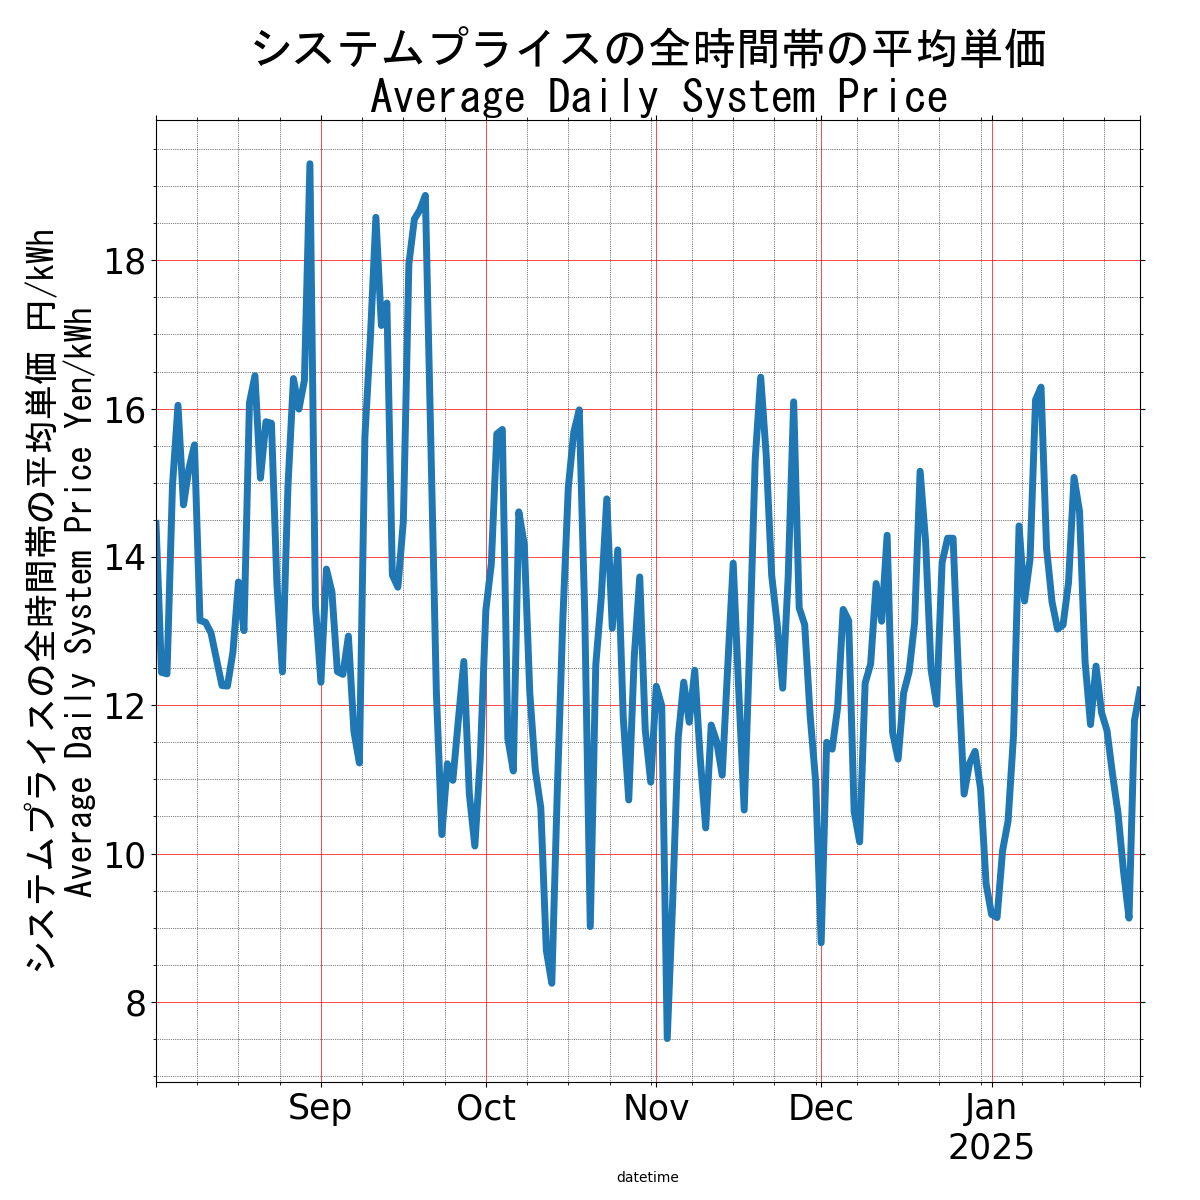 システムプライスの全時間帯の平均単価
Average Daily System Price
システムプライスの全時間帯の平均単価 円/kWh
Average Daily System Price Yen/kWh
18
16
14
12
10
8
Sep
Oct
Nov
Dec
Jan
2025
datetime